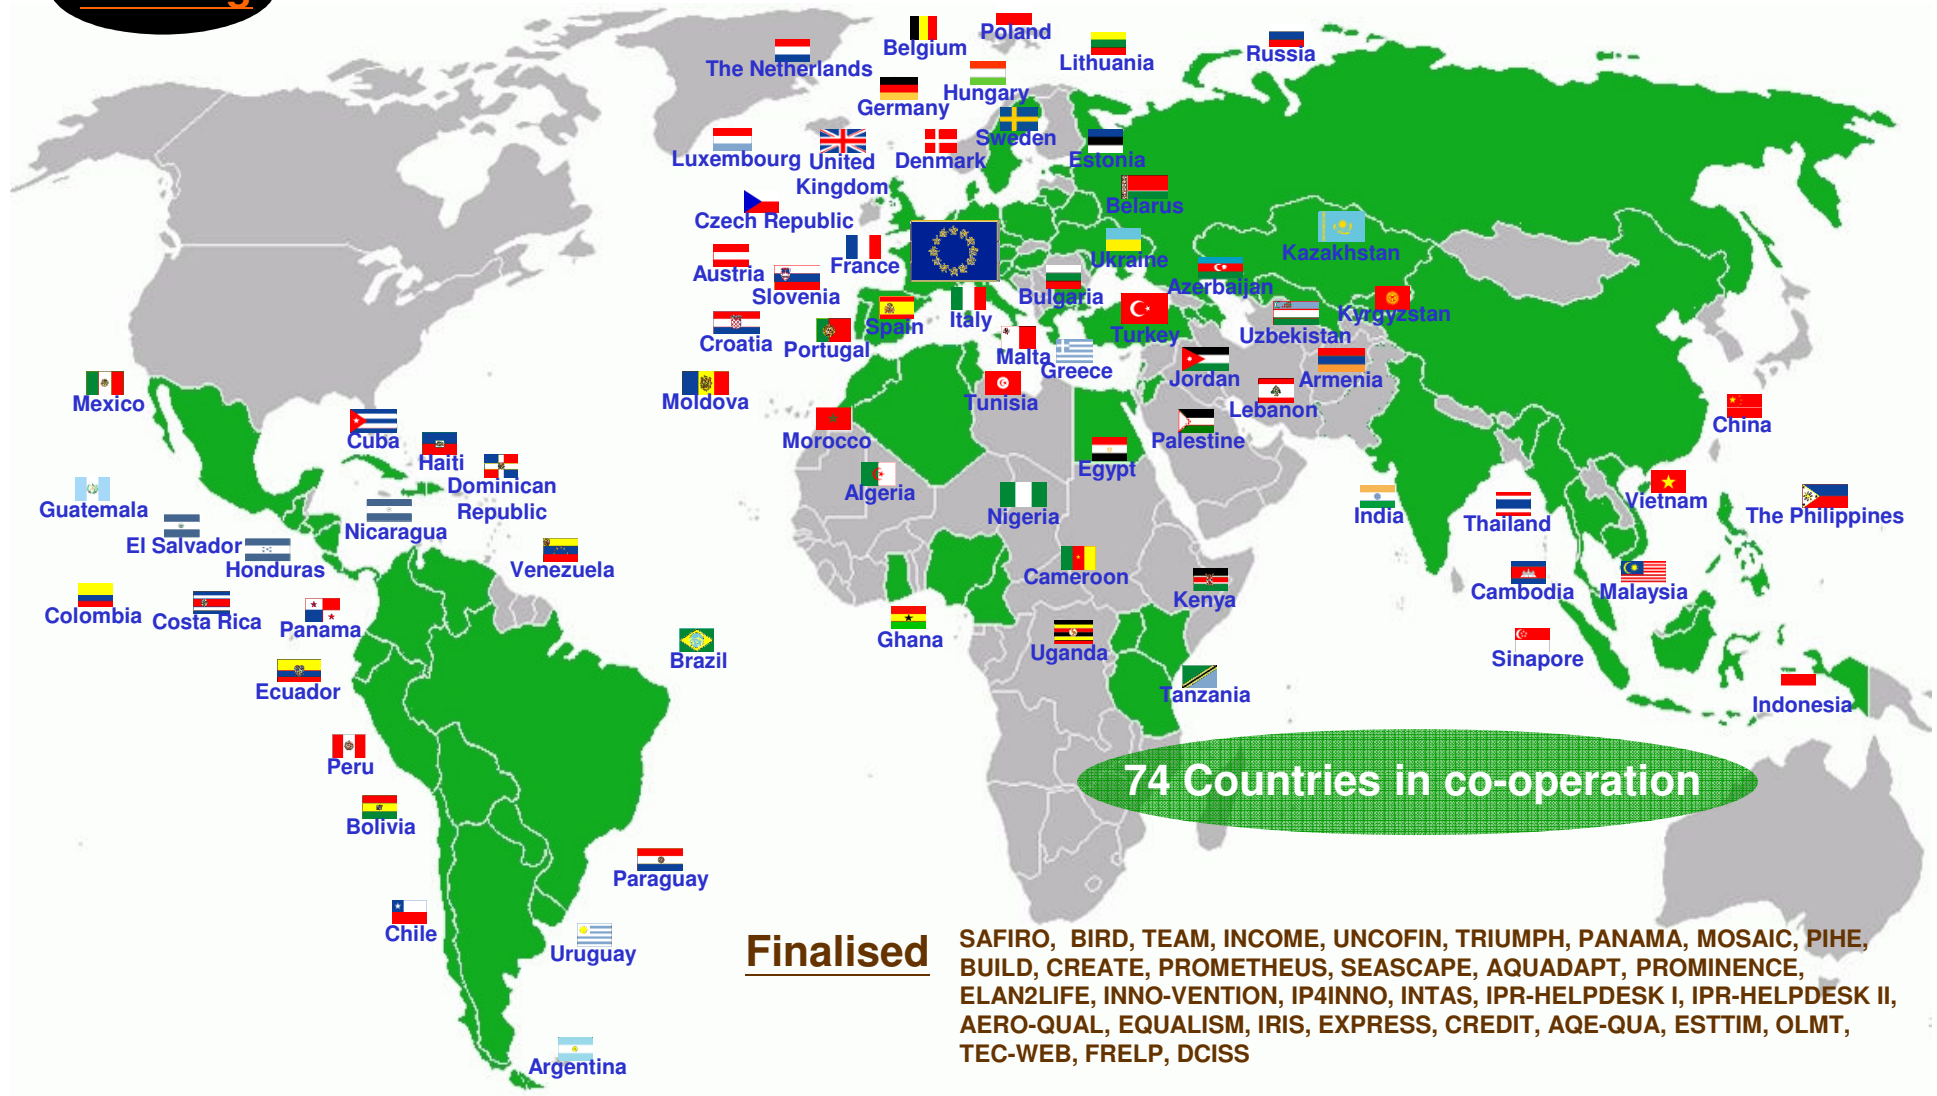 Belgium
Poland
Lithuania
Russia
The Netherlands
Germany
Hungary
Sweden
Luxembourg
United
Kingdom
Denmark
Estonia
Czech Republic
Belarus
Austria
France
Slovenia
Ukraine
Kazakhstan
Bulgaria
Azerbaijan
Croatia
Portugal
Spain
Italy
Malta
Greece
Turkey
Uzbekistan
Kyrgyzstan
Mexico
Moldova
Tunisia
Jordan
Armenia
Lebanon
Cuba
Haiti
Dominican
Republic
Morocco
Palestine
China
Guatemala
El Salvador
Honduras
Nicaragua
Venezuela
Algeria
Egypt
Nigeria
India
Thailand
Vietnam
The Philippines
Colombia
Costa Rica
Panama
Cameroon
Kenya
Cambodia
Malaysia
Ecuador
Brazil
Ghana
Uganda
Tanzania
Sinapore
Indonesia
Peru
Bolivia
74 Countries in co-operation
Paraguay
Chile
Uruguay
Argentina
Finalised
SAFIRO, BIRD, TEAM, INCOME, UNCOFIN, TRIUMPH, PANAMA, MOSAIC, PIHE,
BUILD, CREATE, PROMETHEUS, SEASCAPE, AQUADAPT, PROMINENCE,
ELAN2LIFE, INNO-VENTION, IP4INNO, INTAS, IPR-HELPDESK I, IPR-HELPDESK II,
AERO-QUAL, EQUALISM, IRIS, EXPRESS, CREDIT, AQE-QUA, ESTTIM, OLMT,
TEC-WEB, FRELP, DCISS